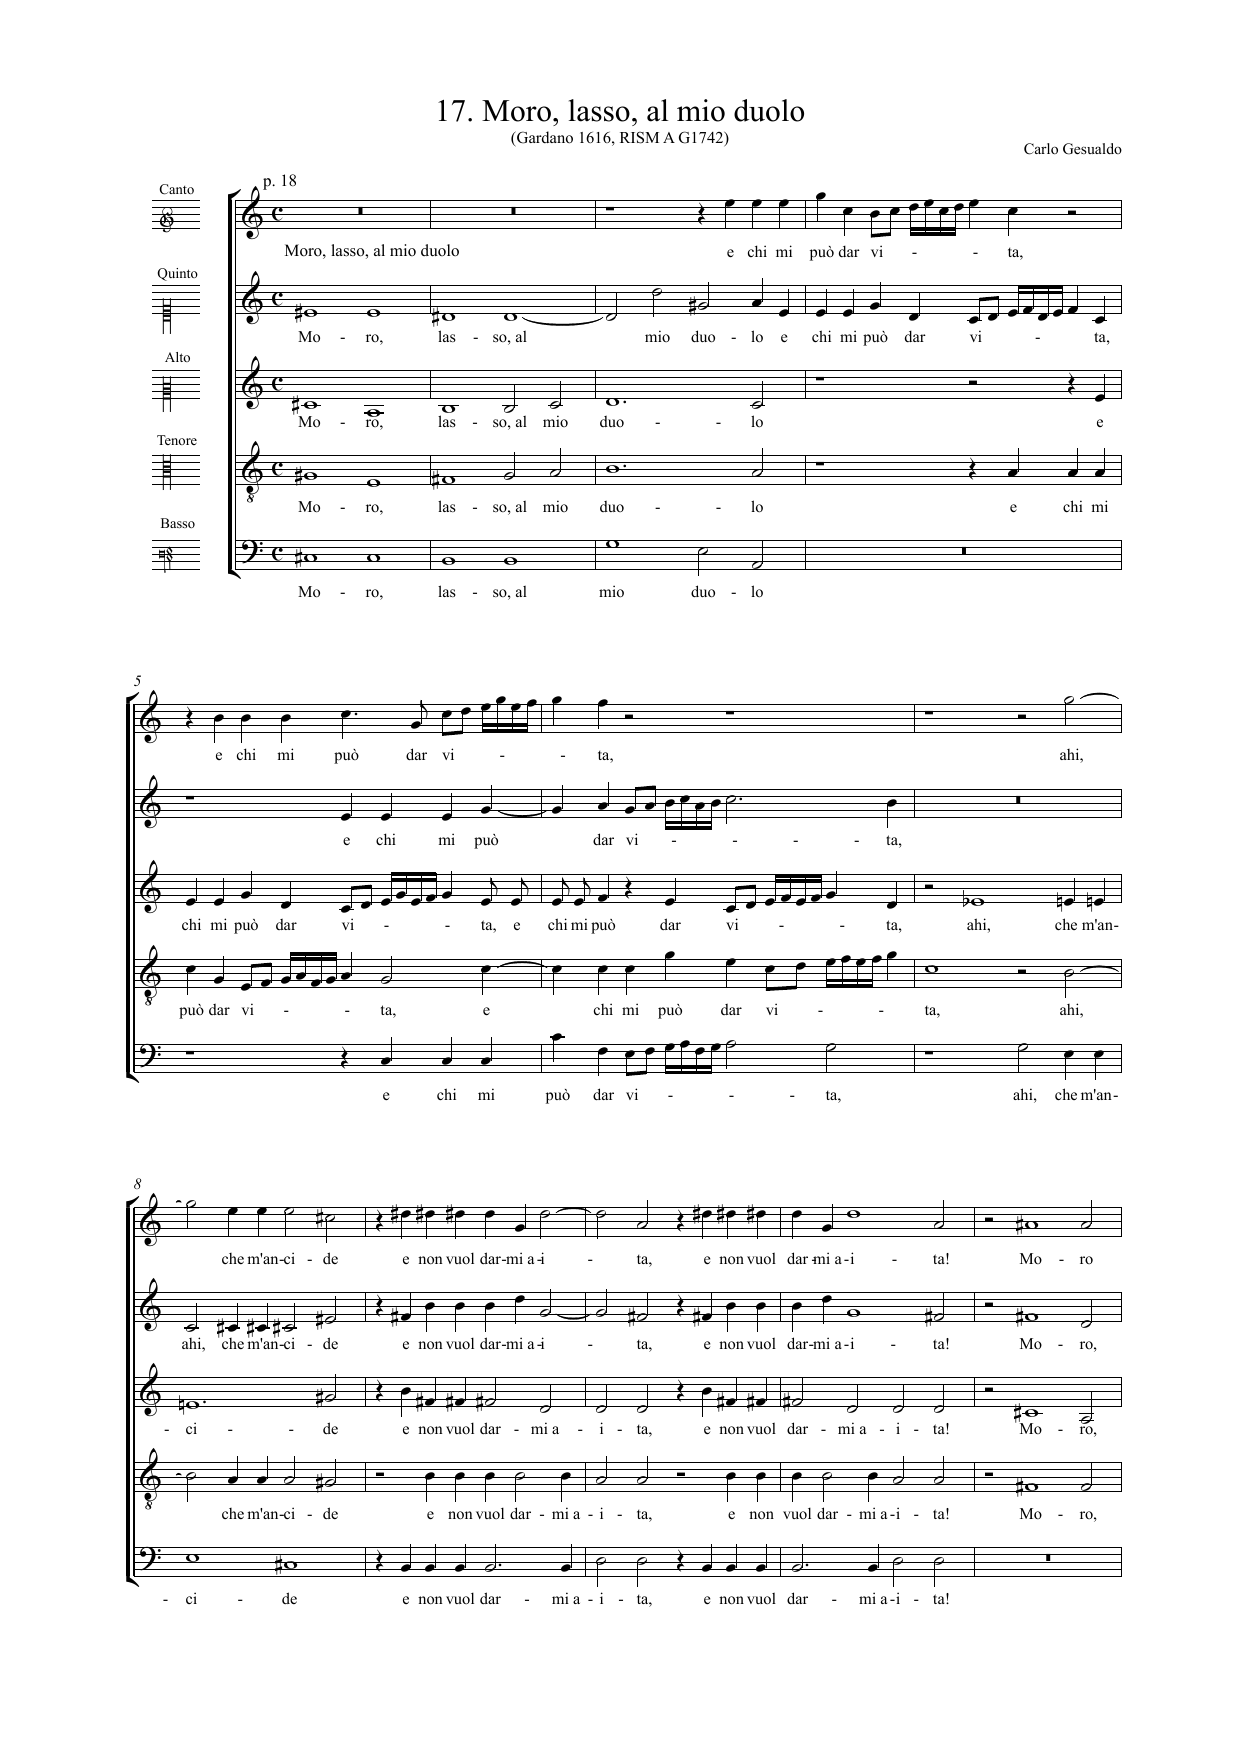 17. Moro, lasso, al mio duolo
(Gardano 1616, RISM A G1742)
Carlo Gesualdo
p. 18
Canto
Moro, lasso, al mio duolo e chi mi può dar vi - - - ta,
Quinto
Mo - ro, las - so, al mio duo - lo e chi mi può dar vi - - - ta,
Alto
Mo - ro, las - so, al mio duo - - lo e
Tenore
8
Mo - ro, las - so, al mio duo - - lo e chi mi
Basso
Mo - ro, las - so, al mio duo - lo
5
e chi mi può dar vi - - - ta, ahi,
e chi mi può dar vi - - - - ta,
chi mi può dar vi - - - ta, e chi mi può dar vi - - - ta, ahi, che m'an-
8
può dar vi - - - ta, e chi mi può dar vi - - - ta, ahi,
e chi mi può dar vi - - - ta, ahi, che m'an-
8
che m'an-ci - de e non vuol dar-mi a-i - ta, e non vuol dar-mi a-i - ta! Mo - ro
ahi, che m'an-ci - de e non vuol dar-mi a-i - ta, e non vuol dar-mi a-i - ta! Mo - ro,
- ci - - de e non vuol dar - mi a - i - ta, e non vuol dar - mi a - i - ta! Mo - ro,
8
che m'an-ci - de e non vuol dar - mi a - i - ta, e non vuol dar - mi a-i - ta! Mo - ro,
- ci - de e non vuol dar - mi a - i - ta, e non vuol dar - mi a-i - ta!